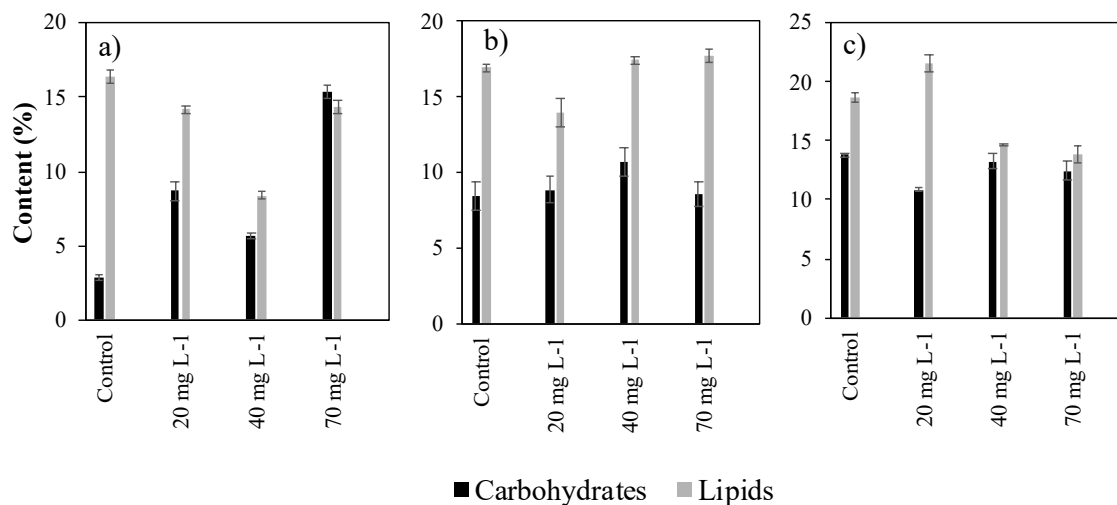 Content (%)
a)
20
15
10
5
0
Control
20 mg L-1
40 mg L-1
70 mg L-1
b)
20
15
10
5
0
Control
20 mg L-1
40 mg L-1
70 mg L-1
c)
25
20
15
10
5
0
Control
20 mg L-1
40 mg L-1
70 mg L-1
Carbohydrates
Lipids